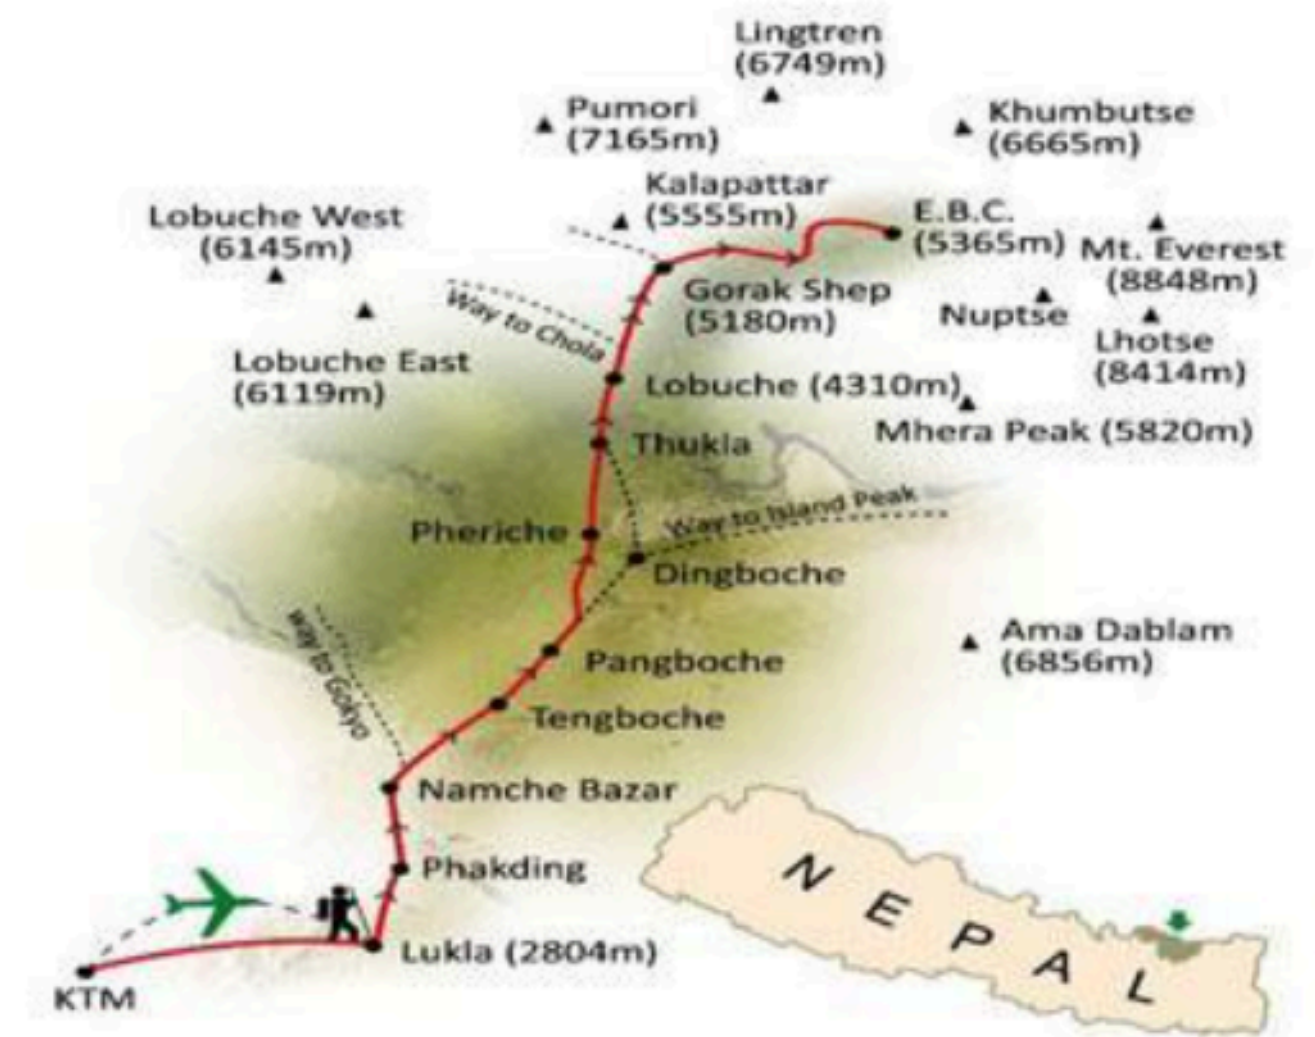 Lingtren
(6749m)
Pumori
(7165m)
Khumbutse
(6665m)
Kalapattar
(5555m)
Lobuche West
(6145m)
E.B.C.
(5365m)
Mt. Everest
(8848m)
Gorak Shep
(5180m)
Nuptse
Way to Chola
Lhotse
(8414m)
Lobuche East
(6119m)
Lobuche (4310m)
Mhera Peak (5820m)
Thukla
Way to Island Peak
Pheriche
Dingboche
Way to Gokyo
Ama Dablam
(6856m)
Pangboche
Tengboche
Namche Bazar
Phakding
NEPAL
Lukla (2804m)
KTM